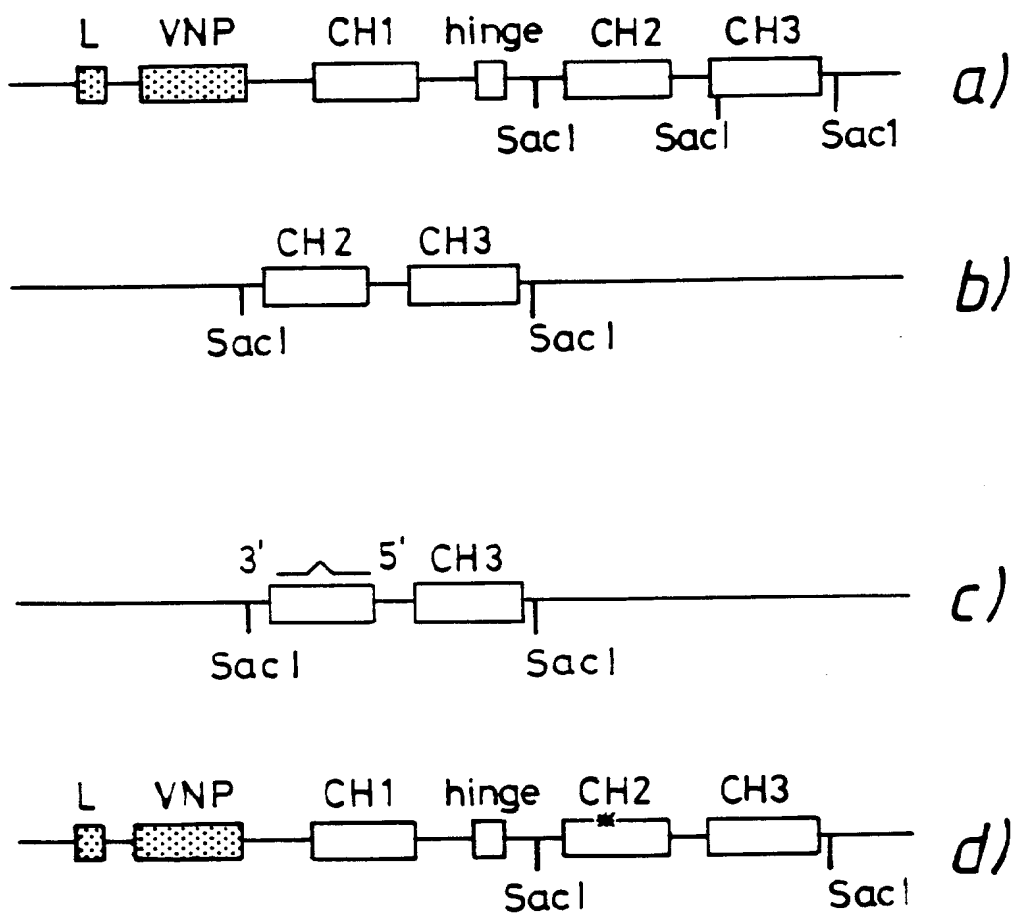 L VNP CH1 hinge CH2 CH3
a)
SacI SacI Sac1
CH2 CH3
b)
SacI SacI
3' 5' CH3
c)
SacI SacI
L VNP CH1 hinge CH2 CH3
*
d)
SacI SacI